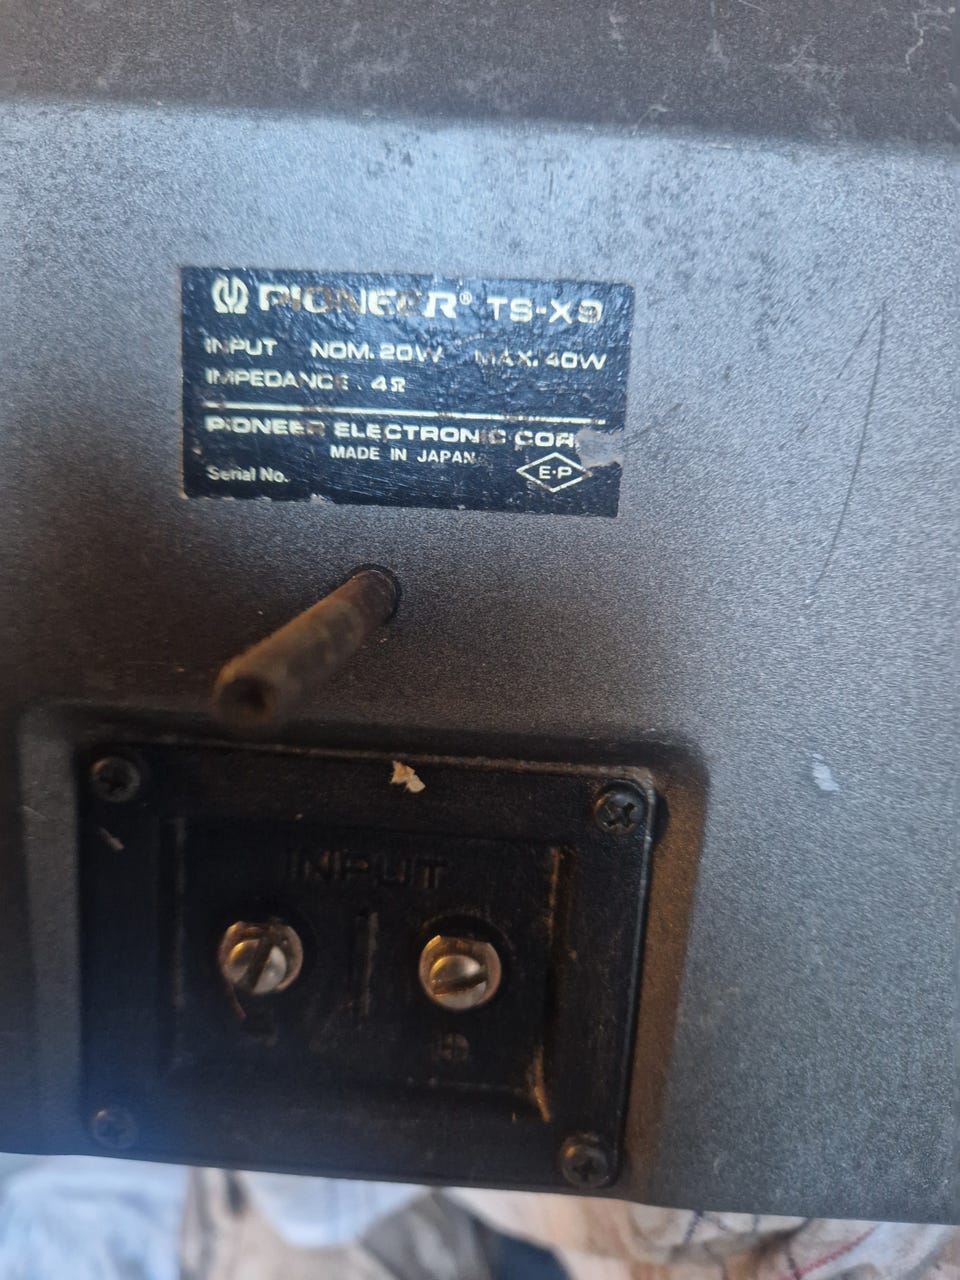 PIONEER® TS-X9
INPUT NOM. 20W MAX. 40W
IMPEDANCE 4Ω
PIONEER ELECTRONIC CORP.
MADE IN JAPAN
Serial No.
E·P
INPUT
⊕